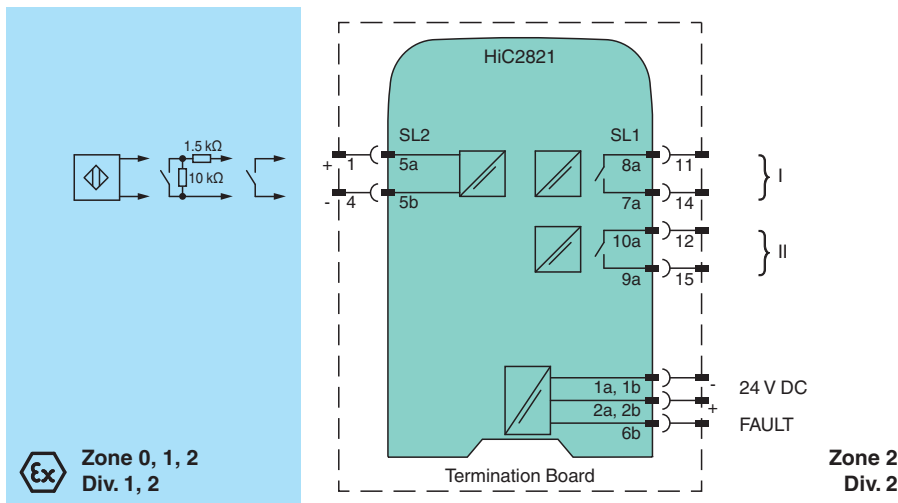 HiC2821
SL2
SL1
1.5 kΩ
10 kΩ
+ 1
5a
- 4
5b
8a 11
7a 14
I
10a 12
9a 15
II
1a, 1b -
24 V DC
2a, 2b +
6b
FAULT
Termination Board
Ex
Zone 0, 1, 2
Div. 1, 2
Zone 2
Div. 2